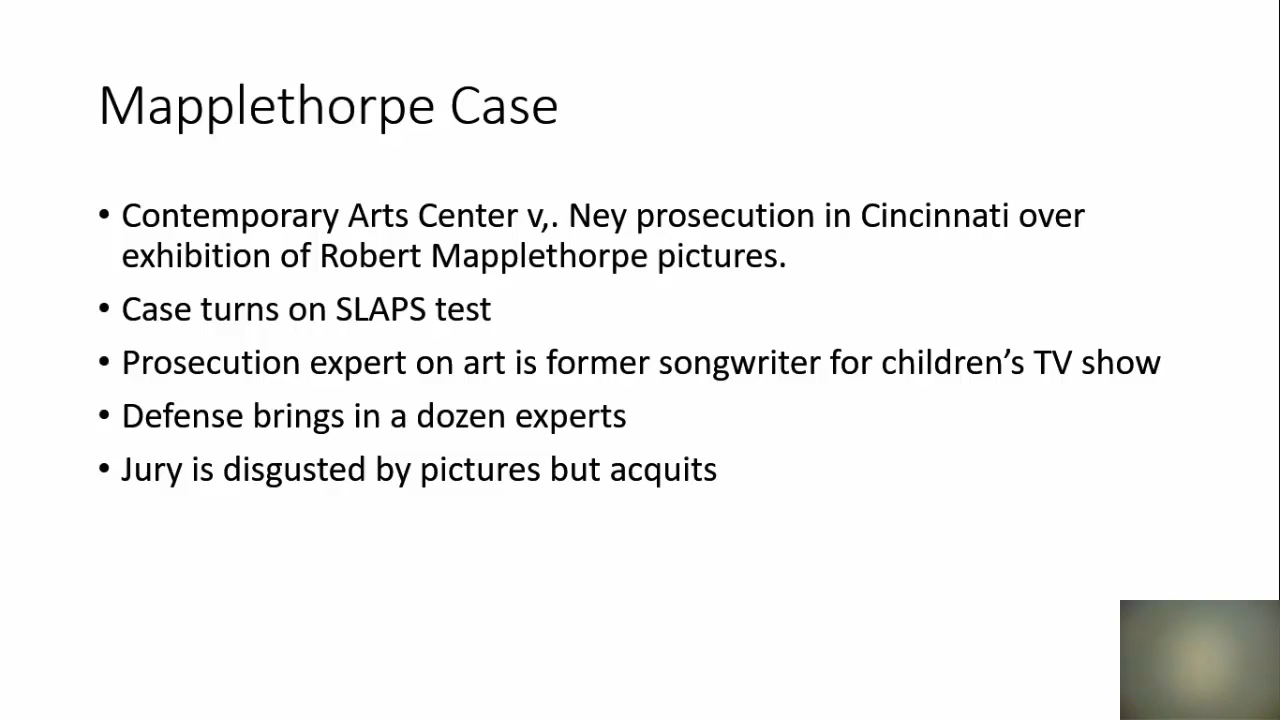 Mapplethorpe Case
• Contemporary Arts Center v,. Ney prosecution in Cincinnati over
exhibition of Robert Mapplethorpe pictures.
• Case turns on SLAPS test
• Prosecution expert on art is former songwriter for children’s TV show
• Defense brings in a dozen experts
• Jury is disgusted by pictures but acquits